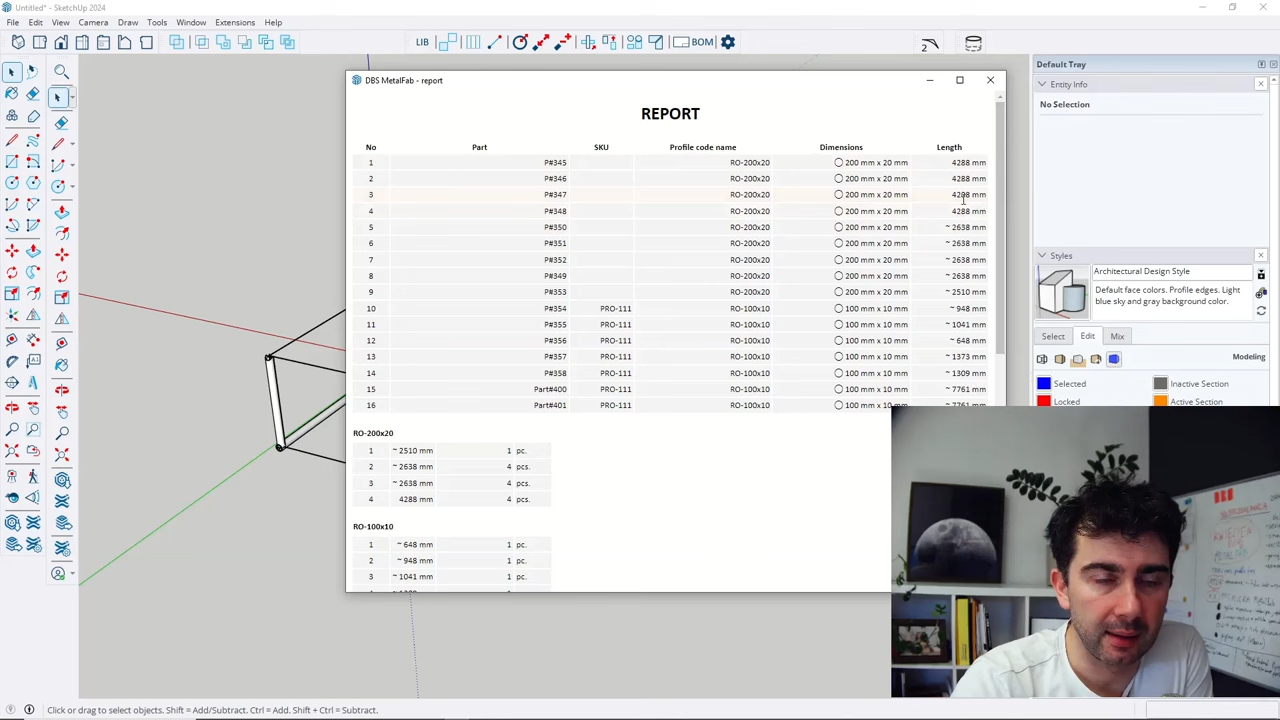 Untitled* - SketchUp 2024
File Edit View Camera Draw Tools Window Extensions Help
LIB BOM
DBS MetalFab - report
REPORT
No Part SKU Profile code name Dimensions Length
1 P#345 RO-200x20 200 mm x 20 mm 4288 mm
2 P#346 RO-200x20 200 mm x 20 mm 4288 mm
3 P#347 RO-200x20 200 mm x 20 mm 4288 mm
4 P#348 RO-200x20 200 mm x 20 mm 4288 mm
5 P#350 RO-200x20 200 mm x 20 mm ~ 2638 mm
6 P#351 RO-200x20 200 mm x 20 mm ~ 2638 mm
7 P#352 RO-200x20 200 mm x 20 mm ~ 2638 mm
8 P#349 RO-200x20 200 mm x 20 mm ~ 2638 mm
9 P#353 RO-200x20 200 mm x 20 mm ~ 2510 mm
10 P#354 PRO-111 RO-100x10 100 mm x 10 mm ~ 948 mm
11 P#355 PRO-111 RO-100x10 100 mm x 10 mm ~ 1041 mm
12 P#356 PRO-111 RO-100x10 100 mm x 10 mm ~ 648 mm
13 P#357 PRO-111 RO-100x10 100 mm x 10 mm ~ 1373 mm
14 P#358 PRO-111 RO-100x10 100 mm x 10 mm ~ 1309 mm
15 Part#400 PRO-111 RO-100x10 100 mm x 10 mm ~ 7761 mm
16 Part#401 PRO-111 RO-100x10 100 mm x 10 mm ~ 7761 mm
RO-200x20
1 ~ 2510 mm 1 pc.
2 ~ 2638 mm 4 pcs.
3 ~ 2638 mm 4 pcs.
4 4288 mm 4 pcs.
RO-100x10
1 ~ 648 mm 1 pc.
2 ~ 948 mm 1 pc.
3 ~ 1041 mm 1 pc.
Default Tray
Entity Info
No Selection
Styles
Architectural Design Style
Default face colors. Profile edges. Light
blue sky and gray background color.
Select Edit Mix
Modeling
Selected Inactive Section
Locked Active Section
Click or drag to select objects. Shift = Add/Subtract. Ctrl = Add. Shift + Ctrl = Subtract.